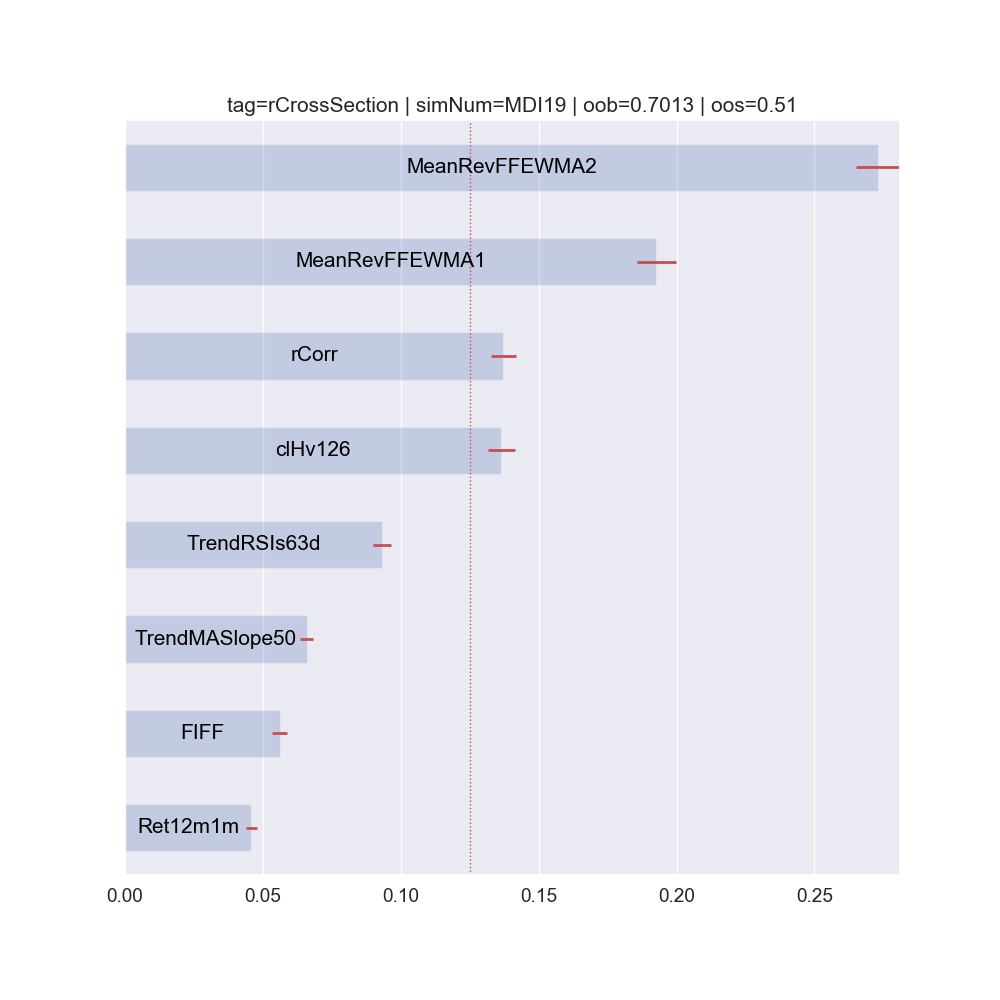 tag=rCrossSection | simNum=MDI19 | oob=0.7013 | oos=0.51
MeanRevFFEWMA2
MeanRevFFEWMA1
rCorr
clHv126
TrendRSIs63d
TrendMASlope50
FIFF
Ret12m1m
0.00 0.05 0.10 0.15 0.20 0.25